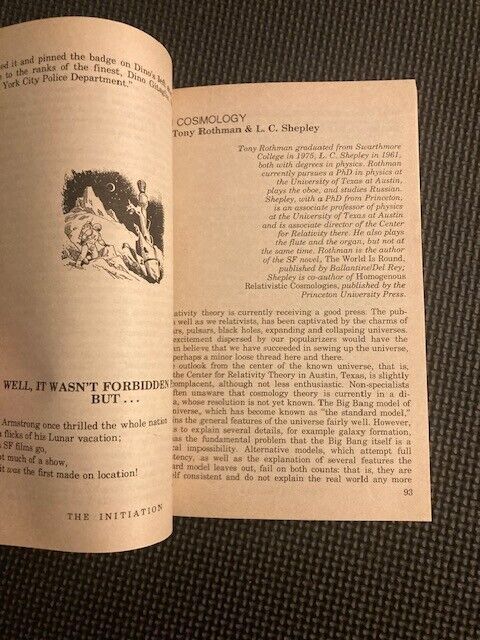 ed it and pinned the badge on Dino's
e to the ranks of the finest, Dino
York City Police Department."
WELL, IT WASN'T FORBIDDEN
BUT . . .
Armstrong once thrilled the whole nation
flicks of his Lunar vacation;
SF films go,
ot much of a show,
it was the first made on location!
THE INITIATION
COSMOLOGY
Tony Rothman & L. C. Shepley
Tony Rothman graduated from Swarthmore
College in 1975, L. C. Shepley in 1961,
both with degrees in physics. Rothman
currently pursues a PhD in physics at
the University of Texas at Austin,
plays the oboe, and studies Russian.
Shepley, with a PhD from Princeton,
is an associate professor of physics
at the University of Texas at Austin
and is associate director of the Center
for Relativity there. He also plays
the flute and the organ, but not at
the same time. Rothman is the author
of the SF novel, The World Is Round,
published by Ballantine/Del Rey;
Shepley is co-author of Homogenous
Relativistic Cosmologies, published by the
Princeton University Press.
ativity theory is currently receiving a good press. The pub-
well as we relativists, has been captivated by the charms of
ars, pulsars, black holes, expanding and collapsing universes.
excitement dispersed by our popularizers would have the
n believe that we have succeeded in sewing up the universe,
perhaps a minor loose thread here and there.
outlook from the center of the known universe, that is,
the Center for Relativity Theory in Austin, Texas, is slightly
omplacent, although not less enthusiastic. Non-specialists
ften unaware that cosmology theory is currently in a di-
a, whose resolution is not yet known. The Big Bang model of
niverse, which has become known as "the standard model,"
ins the general features of the universe fairly well. However,
s to explain several details, for example galaxy formation,
as the fundamental problem that the Big Bang itself is a
ical impossibility. Alternative models, which attempt full
tency, as well as the explanation of several features the
ard model leaves out, fail on both counts: that is, they are
elf consistent and do not explain the real world any more
93